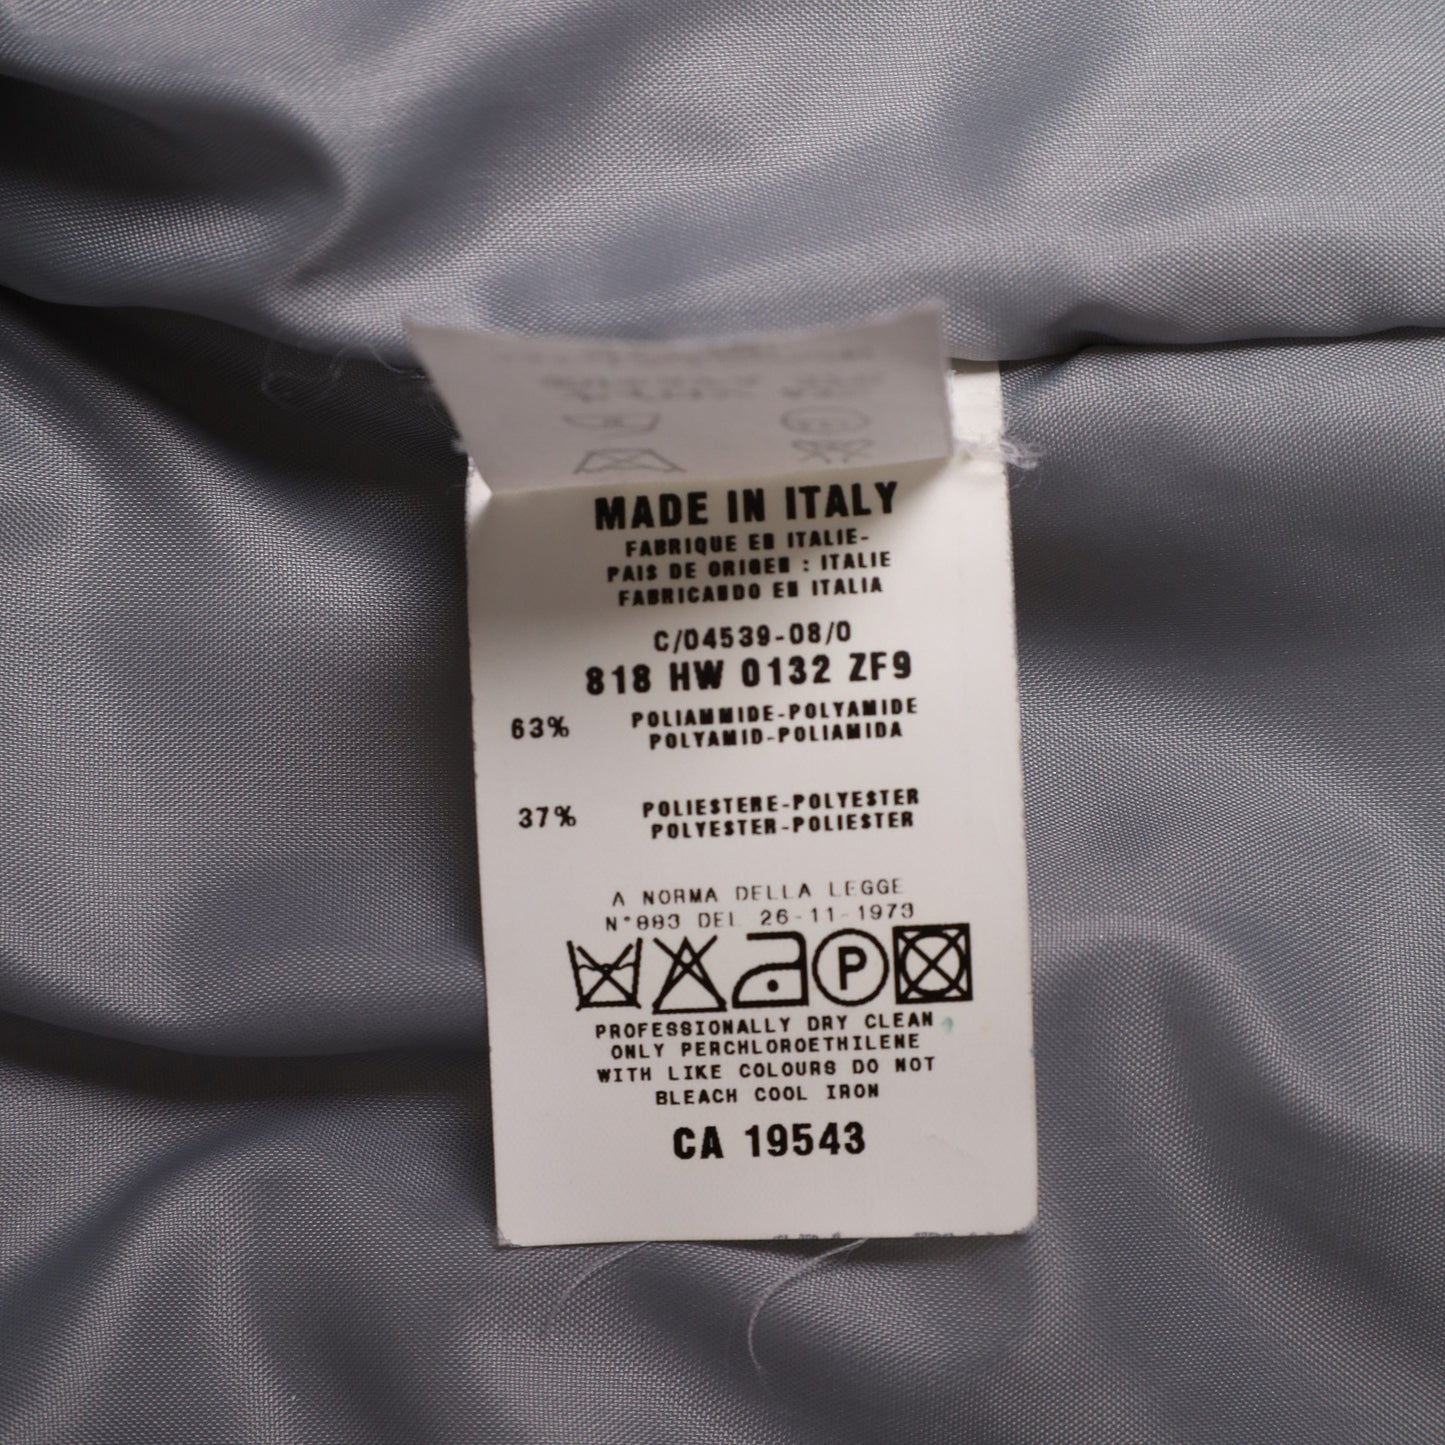 MADE IN ITALY
FABRIQUE EN ITALIE-
PAIS DE ORIGEN : ITALIE
FABRICANDO EN ITALIA
C/04539-08/0
818 HW 0132 ZF9
63% POLIAMMIDE-POLYAMIDE
POLYAMID-POLIAMIDA
37% POLIESTERE-POLYESTER
POLYESTER-POLIESTER
A NORMA DELLA LEGGE
N°883 DEL 26-11-1973
P
PROFESSIONALLY DRY CLEAN
ONLY PERCHLOROETHILENE
WITH LIKE COLOURS DO NOT
BLEACH COOL IRON
CA 19543